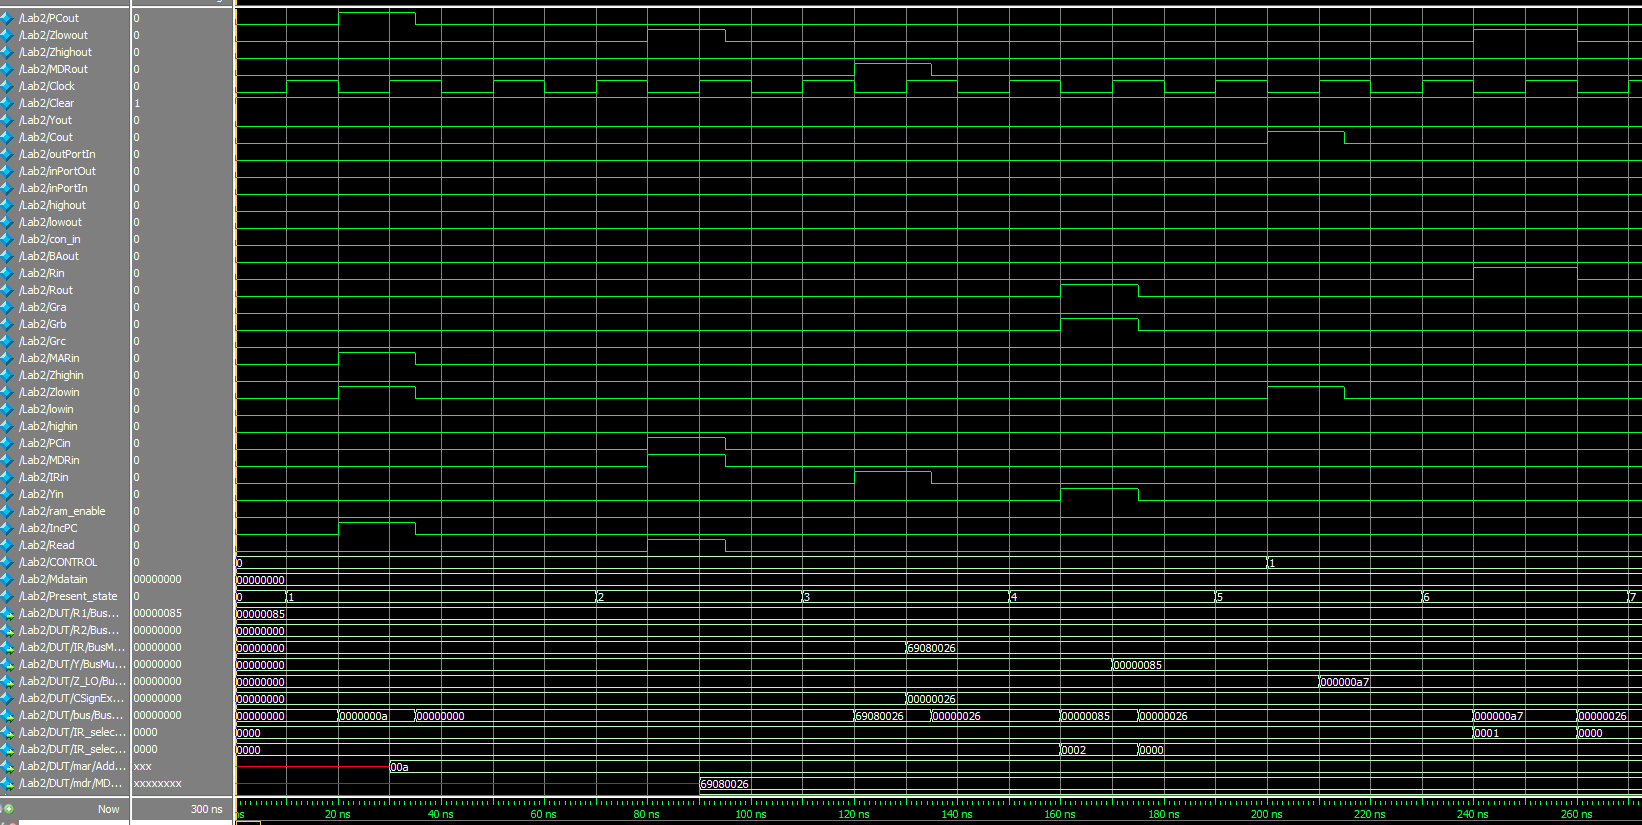 /Lab2/PCout 0
/Lab2/Zlowout 0
/Lab2/Zhighout 0
/Lab2/MDRout 0
/Lab2/Clock 0
/Lab2/Clear 1
/Lab2/Yout 0
/Lab2/Cout 0
/Lab2/outPortIn 0
/Lab2/inPortOut 0
/Lab2/inPortIn 0
/Lab2/highout 0
/Lab2/lowout 0
/Lab2/con_in 0
/Lab2/BAout 0
/Lab2/Rin 0
/Lab2/Rout 0
/Lab2/Gra 0
/Lab2/Grb 0
/Lab2/Grc 0
/Lab2/MARin 0
/Lab2/Zhighin 0
/Lab2/Zlowin 0
/Lab2/lowin 0
/Lab2/highin 0
/Lab2/PCin 0
/Lab2/MDRin 0
/Lab2/IRin 0
/Lab2/Yin 0
/Lab2/ram_enable 0
/Lab2/IncPC 0
/Lab2/Read 0
/Lab2/CONTROL 0 0 1
/Lab2/Mdatain 00000000 00000000
/Lab2/Present_state 0 0 1 2 3 4 5 6 7
/Lab2/DUT/R1/Bus... 00000085 00000085
/Lab2/DUT/R2/Bus... 00000000 00000000
/Lab2/DUT/IR/BusM... 00000000 00000000 69080026
/Lab2/DUT/Y/BusMu... 00000000 00000000 00000085
/Lab2/DUT/Z_LO/Bu... 00000000 00000000 000000a7
/Lab2/DUT/CSignEx... 00000000 00000000 00000026
/Lab2/DUT/bus/Bus... 00000000 00000000 0000000a 00000000 69080026 00000026 00000085 00000026 000000a7 00000026
/Lab2/DUT/IR_selec... 0000 0000 0001 0000
/Lab2/DUT/IR_selec... 0000 0000 0002 0000
/Lab2/DUT/mar/Add... xxx 00a
/Lab2/DUT/mdr/MD... xxxxxxxx 69080026
Now 300 ns ns 20 ns 40 ns 60 ns 80 ns 100 ns 120 ns 140 ns 160 ns 180 ns 200 ns 220 ns 240 ns 260 ns